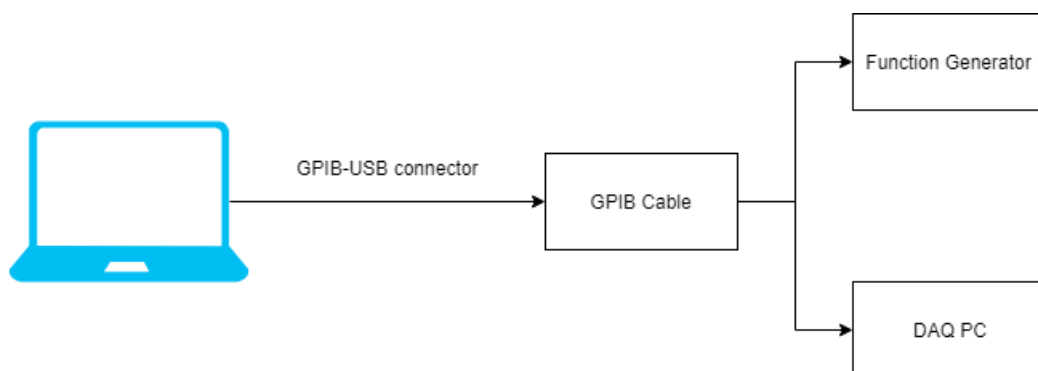 Function Generator
GPIB-USB connector
GPIB Cable
DAQ PC